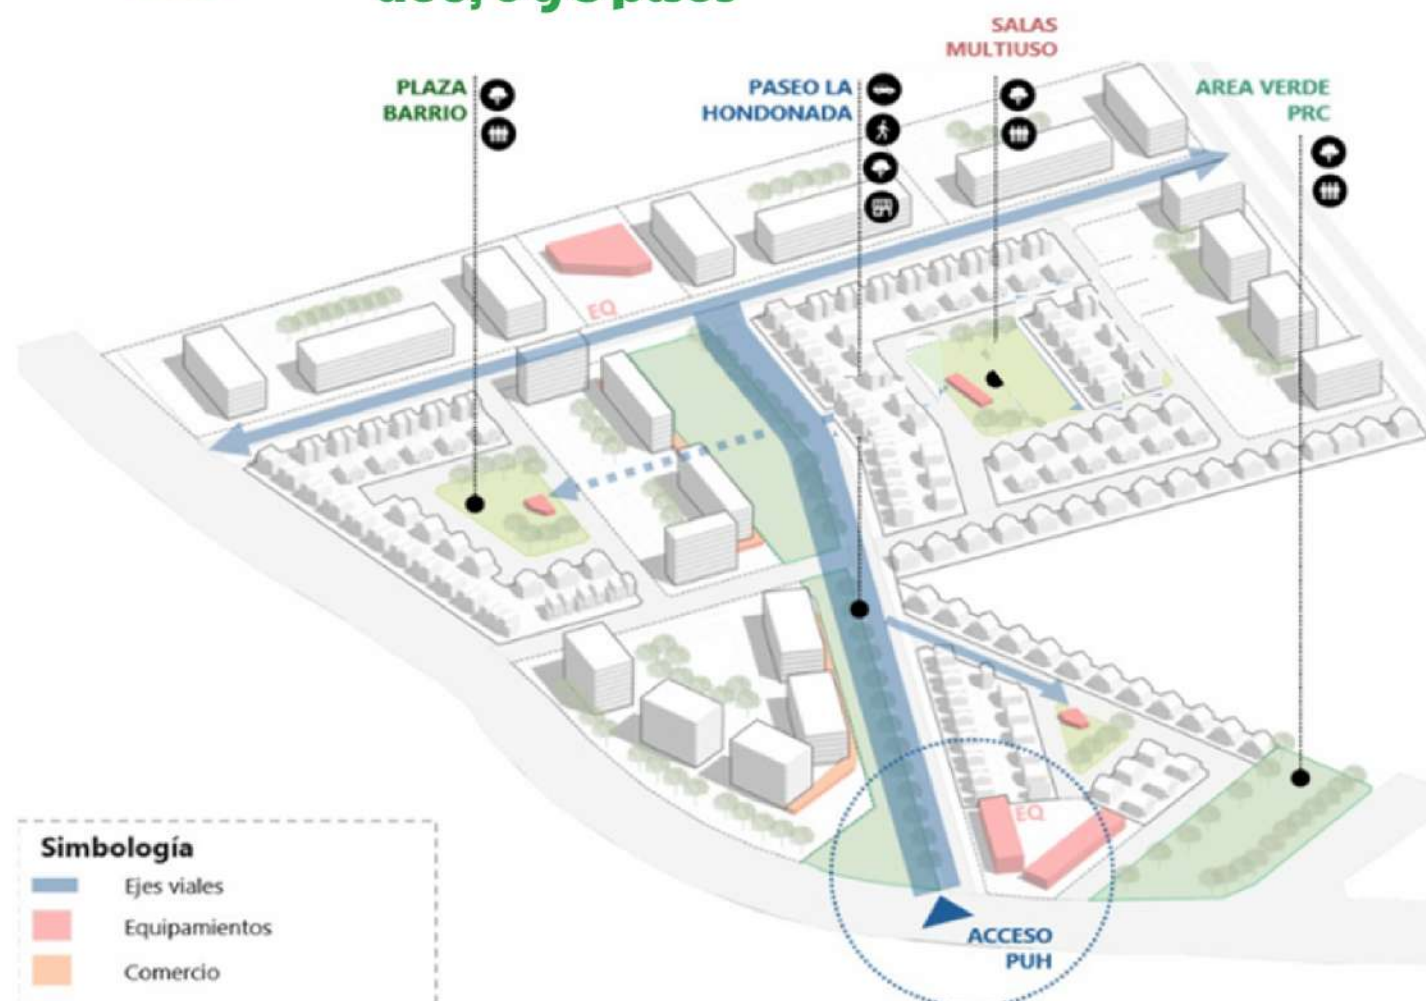 SALAS
MULTIUSO
PLAZA
BARRIO
PASEO LA
HONDONADA
AREA VERDE
PRC
EQ
EQ
Simbología
Ejes viales
Equipamientos
Comercio
ACCESO
PUH